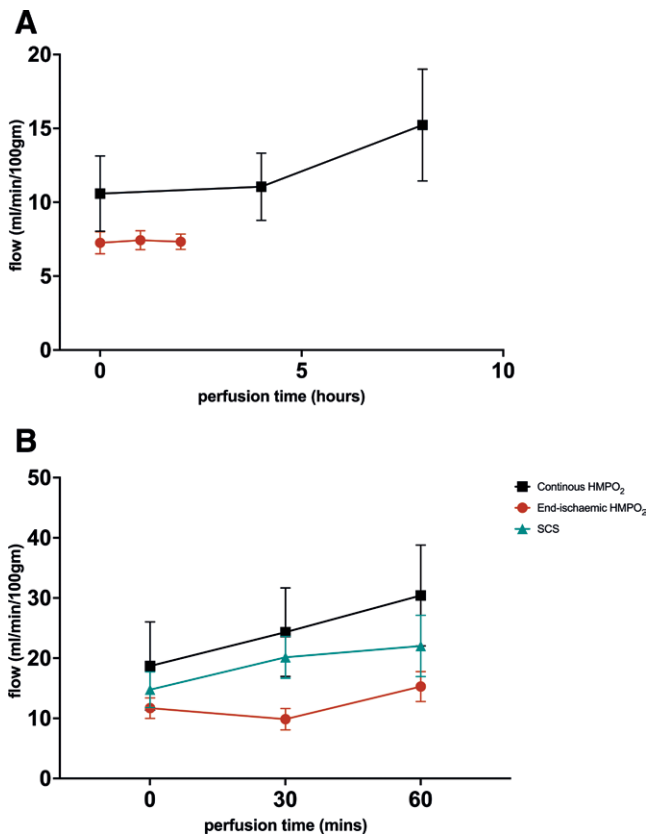 A
20
15
10
5
0
flow (ml/min/100gm)
0 5 10
perfusion time (hours)
B
50
40
30
20
10
0
flow (ml/min/100gm)
0 30 60
perfusion time (mins)
Continous HMPO₂
End-ischaemic HMPO₂
SCS